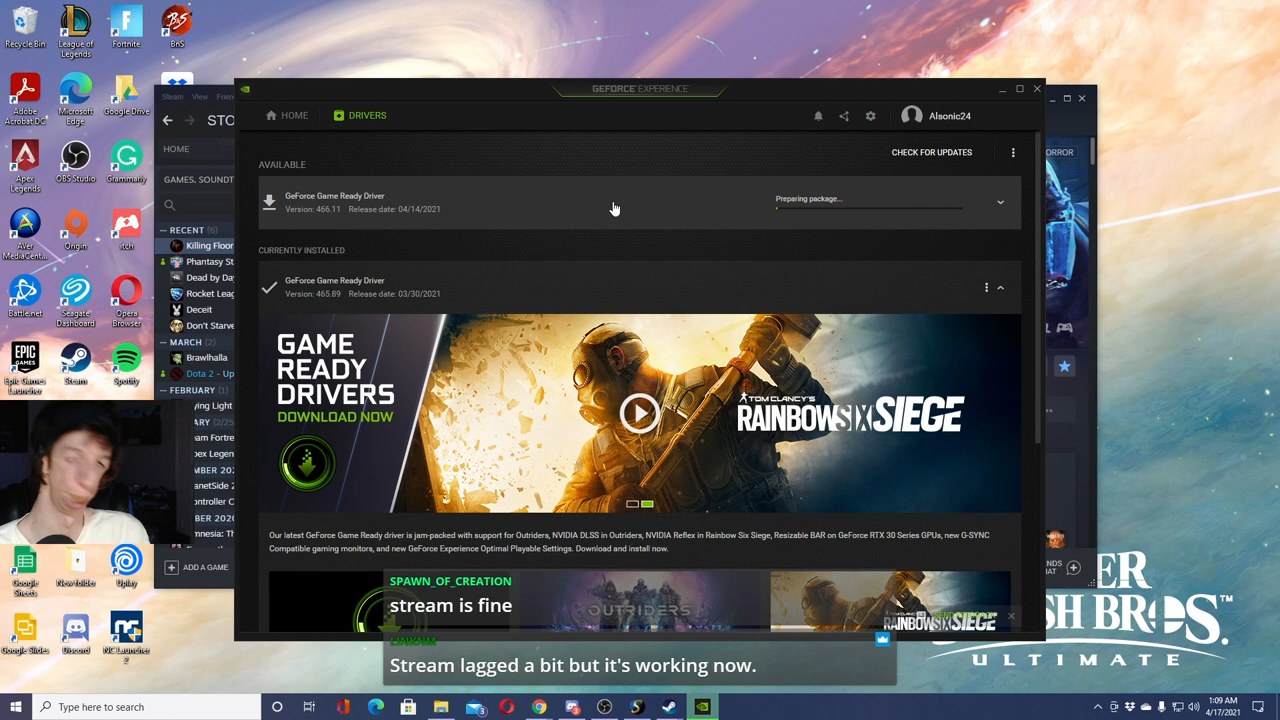 Recycle Bin
League of Legends
Fortnite
BnS
Adobe Acrobat DC
Microsoft Edge
Google Drive
Apex Legends
OBS Studio
Grammarly
AVer MediaCent...
Origin
itch
Battle.net
Seagate Dashboard
Opera Browser
Epic Games Launcher
Steam
Spotify
Google Sheets
New folder
Uplay
Google Slides
Discord
NC Launcher 2
Steam View
STO
HOME
GAMES, SOUNDT
RECENT (6)
Killing Floor
Phantasy St
Dead by Day
Rocket Leag
Deceit
Don't Starve
MARCH (2)
Brawlhalla
Dota 2 - Up
FEBRUARY (1)
ADD A GAME
GEFORCE EXPERIENCE
HOME
DRIVERS
Alsonic24
CHECK FOR UPDATES
AVAILABLE
GeForce Game Ready Driver
Version: 466.11 Release date: 04/14/2021
Preparing package...
CURRENTLY INSTALLED
GeForce Game Ready Driver
Version: 465.89 Release date: 03/30/2021
GAME
READY
DRIVERS
DOWNLOAD NOW
TOM CLANCY'S
RAINBOWSIX SIEGE
Our latest GeForce Game Ready driver is jam-packed with support for Outriders, NVIDIA DLSS in Outriders, NVIDIA Reflex in Rainbow Six Siege, Resizable BAR on GeForce RTX 30 Series GPUs, new G-SYNC
Compatible gaming monitors, and new GeForce Experience Optimal Playable Settings. Download and install now.
OUTRIDERS
SPAWN_OF_CREATION
stream is fine
Stream lagged a bit but it's working now.
ULTIMATE
Type here to search
1:09 AM
4/17/2021